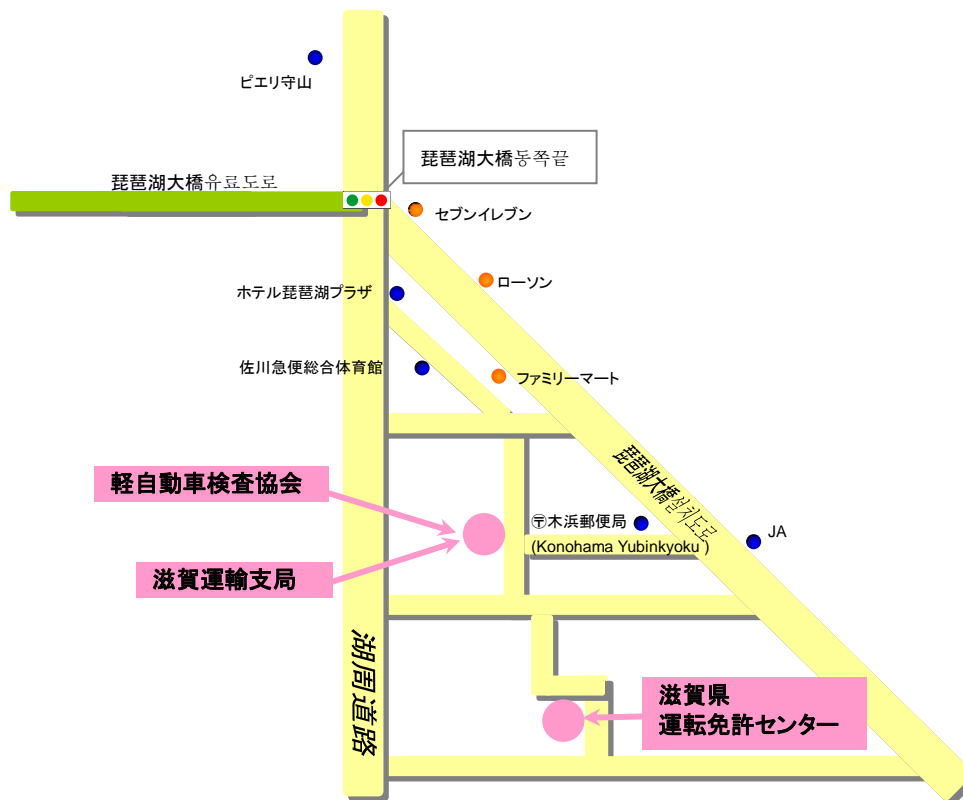 ピエリ守山
琵琶湖大橋동쪽끝
琵琶湖大橋유료도로
セブンイレブン
ローソン
ホテル琵琶湖プラザ
佐川急便総合体育館
ファミリーマート
琵琶湖大橋설치도로
軽自動車検査協会
〶木浜郵便局
(Konohama Yubinkyoku )
JA
滋賀運輸支局
湖周道路
滋賀県
運転免許センター